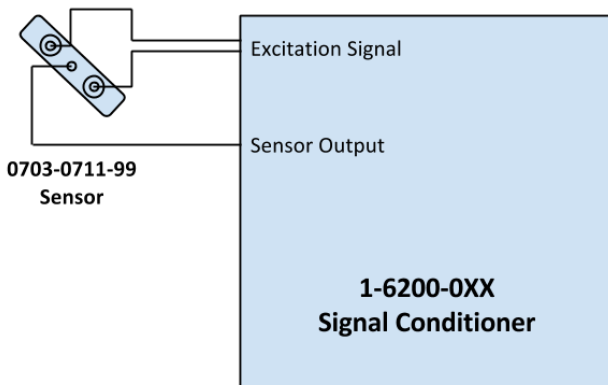 Excitation Signal
Sensor Output
0703-0711-99
Sensor
1-6200-0XX
Signal Conditioner